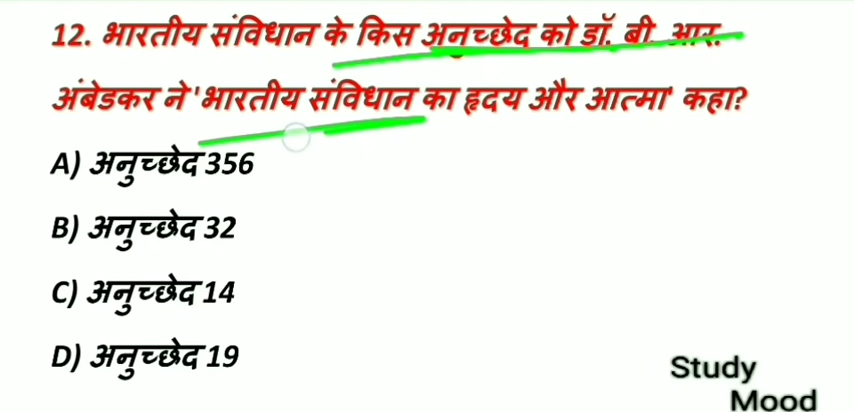 12. भारतीय संविधान के किस अनुच्छेद को डॉ. बी. आर.
अंबेडकर ने 'भारतीय संविधान का हृदय और आत्मा' कहा?
A) अनुच्छेद 356
B) अनुच्छेद 32
C) अनुच्छेद 14
D) अनुच्छेद 19
Study
Mood